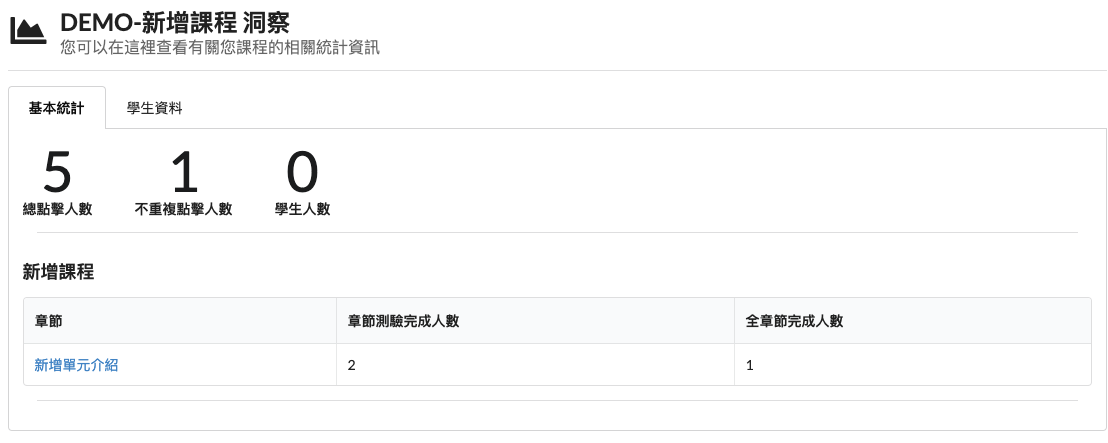 DEMO-新增課程 洞察
您可以在這裡查看有關您課程的相關統計資訊
基本統計 學生資料
5 1 0
總點擊人數 不重複點擊人數 學生人數
新增課程
章節 章節測驗完成人數 全章節完成人數
新增單元介紹 2 1